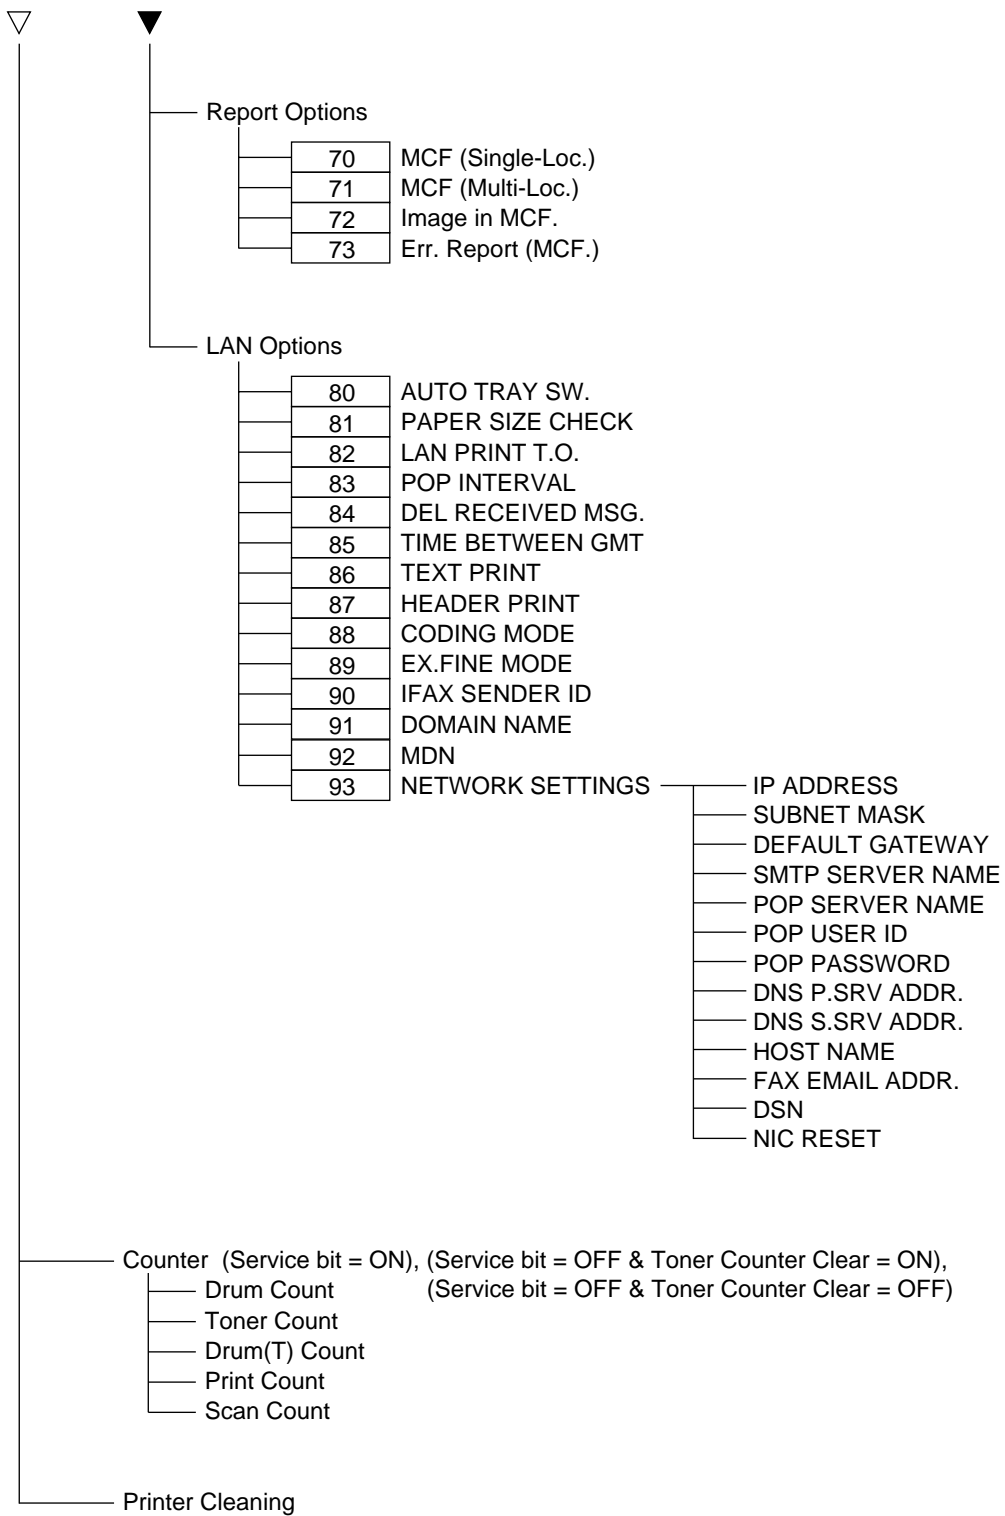 Report Options
70 MCF (Single-Loc.)
71 MCF (Multi-Loc.)
72 Image in MCF.
73 Err. Report (MCF.)
LAN Options
80 AUTO TRAY SW.
81 PAPER SIZE CHECK
82 LAN PRINT T.O.
83 POP INTERVAL
84 DEL RECEIVED MSG.
85 TIME BETWEEN GMT
86 TEXT PRINT
87 HEADER PRINT
88 CODING MODE
89 EX.FINE MODE
90 IFAX SENDER ID
91 DOMAIN NAME
92 MDN
93 NETWORK SETTINGS
IP ADDRESS
SUBNET MASK
DEFAULT GATEWAY
SMTP SERVER NAME
POP SERVER NAME
POP USER ID
POP PASSWORD
DNS P.SRV ADDR.
DNS S.SRV ADDR.
HOST NAME
FAX EMAIL ADDR.
DSN
NIC RESET
Counter (Service bit = ON), (Service bit = OFF & Toner Counter Clear = ON),
(Service bit = OFF & Toner Counter Clear = OFF)
Drum Count
Toner Count
Drum(T) Count
Print Count
Scan Count
Printer Cleaning